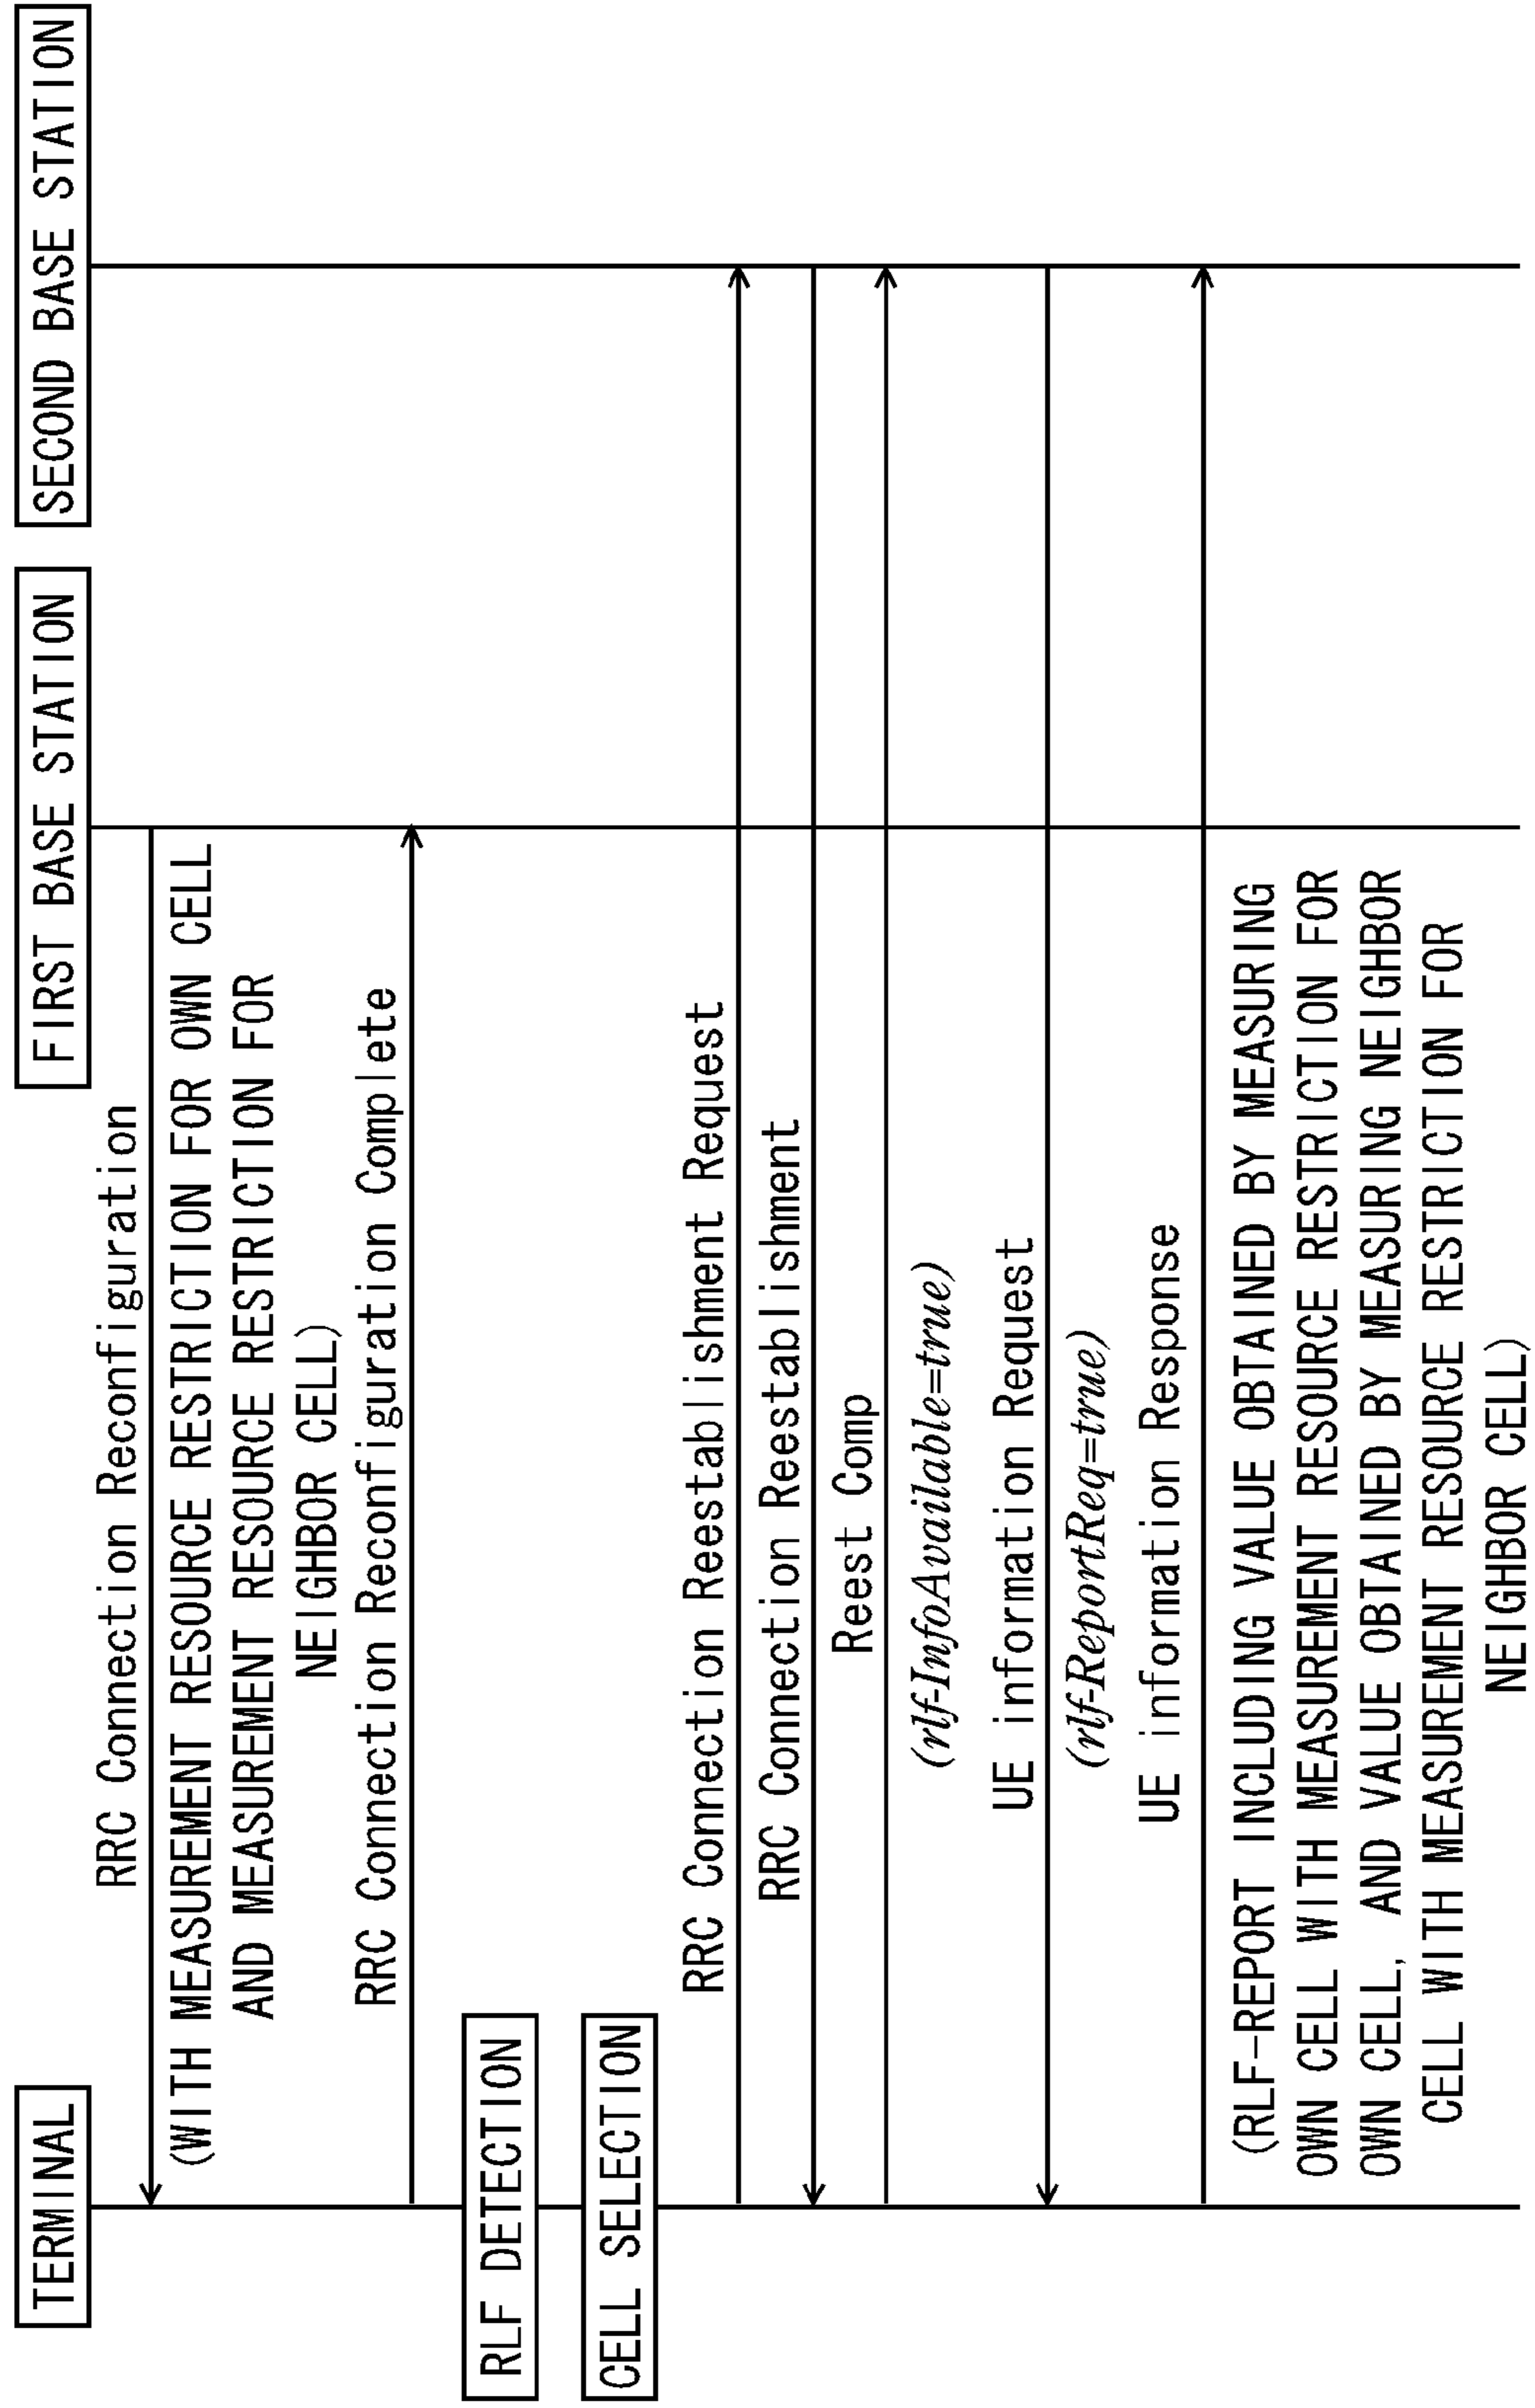 TERMINAL
FIRST BASE STATION
SECOND BASE STATION
RRC Connection Reconfiguration
(WITH MEASUREMENT RESOURCE RESTRICTION FOR OWN CELL
AND MEASUREMENT RESOURCE RESTRICTION FOR
NEIGHBOR CELL)
RRC Connection Reconfiguration Complete
RLF DETECTION
CELL SELECTION
RRC Connection Reestablishment Request
RRC Connection Reestablishment
Reest Comp
(rlf-InfoAvailable=true)
UE information Request
(rlf-ReportReq=true)
UE information Response
(RLF-REPORT INCLUDING VALUE OBTAINED BY MEASURING
OWN CELL WITH MEASUREMENT RESOURCE RESTRICTION FOR
OWN CELL, AND VALUE OBTAINED BY MEASURING NEIGHBOR
CELL WITH MEASUREMENT RESOURCE RESTRICTION FOR
NEIGHBOR CELL)